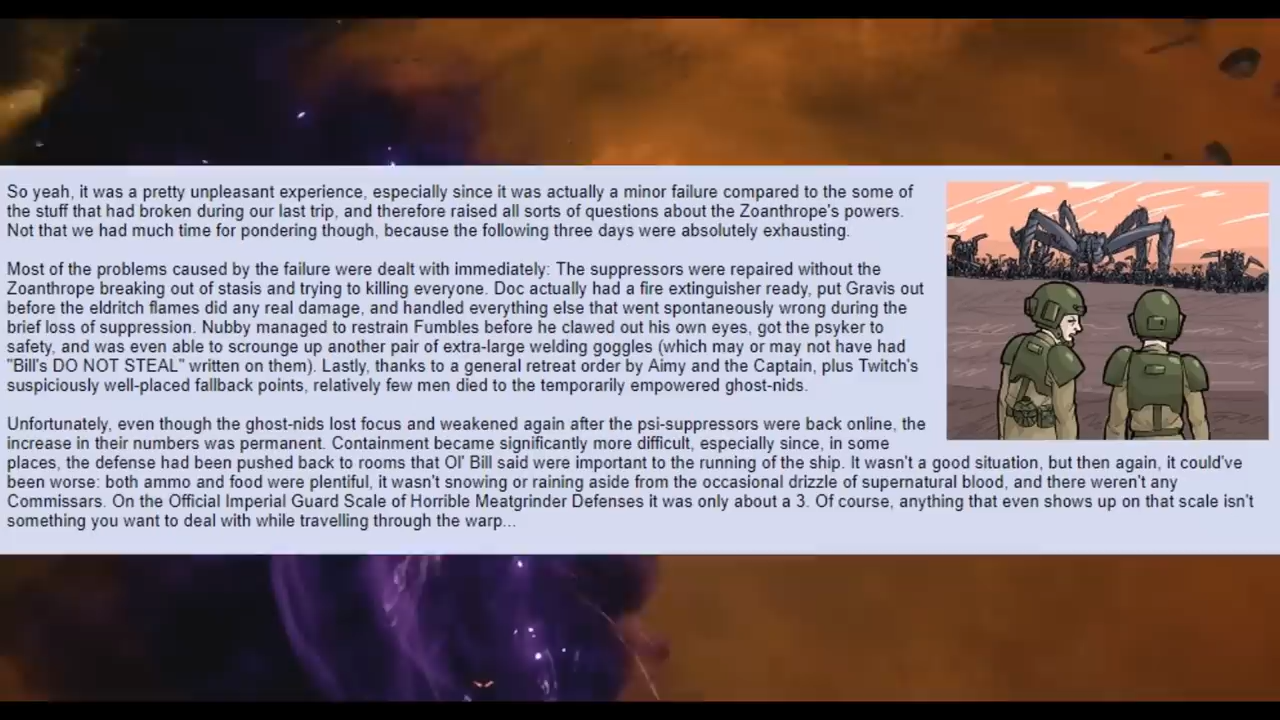 So yeah, it was a pretty unpleasant experience, especially since it was actually a minor failure compared to the some of
the stuff that had broken during our last trip, and therefore raised all sorts of questions about the Zoanthrope's powers.
Not that we had much time for pondering though, because the following three days were absolutely exhausting.
Most of the problems caused by the failure were dealt with immediately: The suppressors were repaired without the
Zoanthrope breaking out of stasis and trying to killing everyone. Doc actually had a fire extinguisher ready, put Gravis out
before the eldritch flames did any real damage, and handled everything else that went spontaneously wrong during the
brief loss of suppression. Nubby managed to restrain Fumbles before he clawed out his own eyes, got the psyker to
safety, and was even able to scrounge up another pair of extra-large welding goggles (which may or may not have had
"Bill's DO NOT STEAL" written on them). Lastly, thanks to a general retreat order by Aimy and the Captain, plus Twitch's
suspiciously well-placed fallback points, relatively few men died to the temporarily empowered ghost-nids.
Unfortunately, even though the ghost-nids lost focus and weakened again after the psi-suppressors were back online, the
increase in their numbers was permanent. Containment became significantly more difficult, especially since, in some
places, the defense had been pushed back to rooms that Ol' Bill said were important to the running of the ship. It wasn't a good situation, but then again, it could've
been worse: both ammo and food were plentiful, it wasn't snowing or raining aside from the occasional drizzle of supernatural blood, and there weren't any
Commissars. On the Official Imperial Guard Scale of Horrible Meatgrinder Defenses it was only about a 3. Of course, anything that even shows up on that scale isn't
something you want to deal with while travelling through the warp...